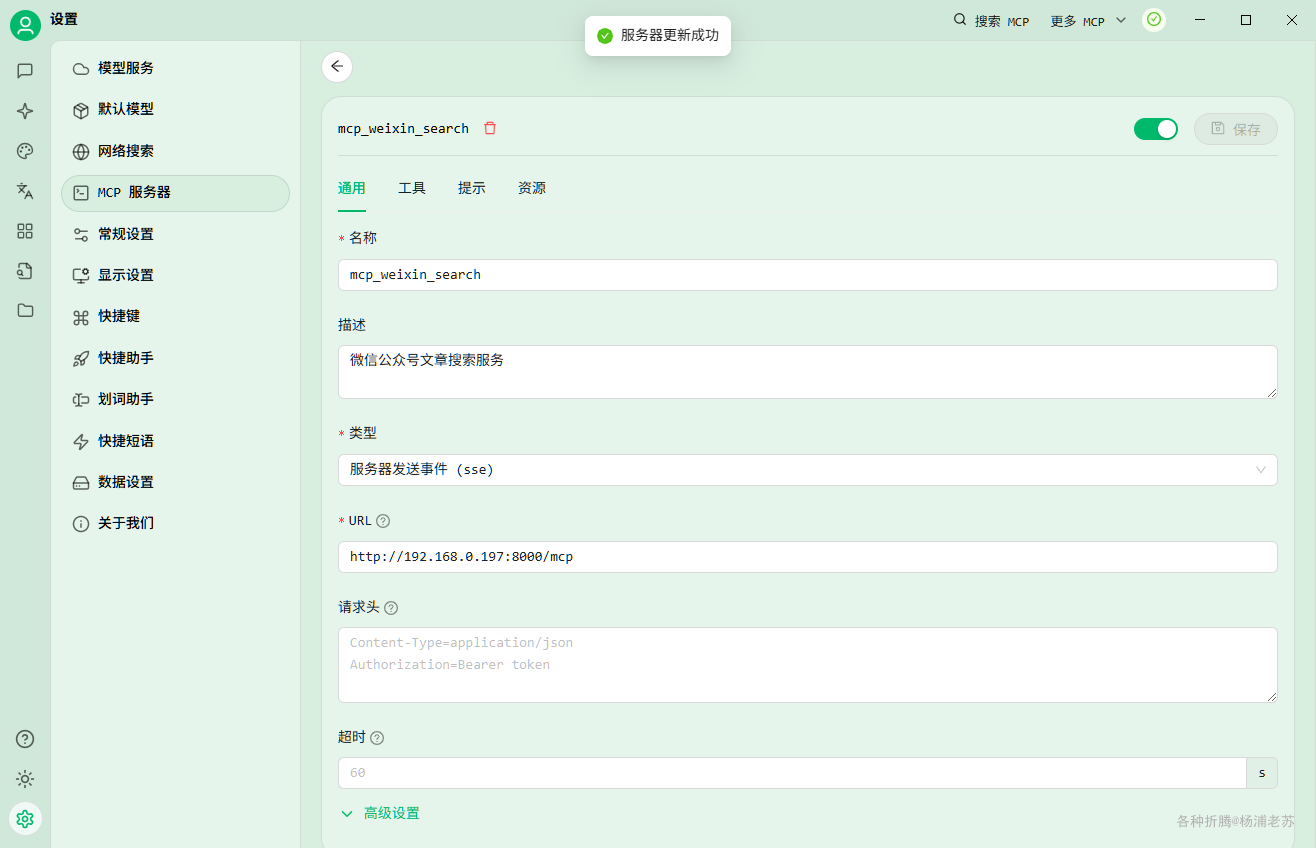 设置
服务器更新成功
搜索 MCP
更多 MCP
模型服务
默认模型
网络搜索
MCP 服务器
常规设置
显示设置
快捷键
快捷助手
划词助手
快捷短语
数据设置
关于我们
mcp_weixin_search
保存
通用 工具 提示 资源
* 名称
mcp_weixin_search
描述
微信公众号文章搜索服务
* 类型
服务器发送事件 (sse)
* URL
http://192.168.0.197:8000/mcp
请求头
Content-Type=application/json
Authorization=Bearer token
超时
60 s
高级设置
各种折腾@杨浦老苏